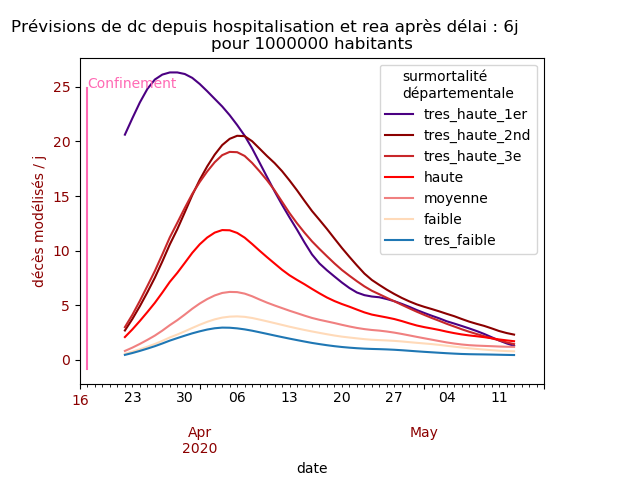 Prévisions de dc depuis hospitalisation et rea après délai : 6j
pour 1000000 habitants
Confinement
surmortalité
départementale
tres_haute_1er
tres_haute_2nd
tres_haute_3e
haute
moyenne
faible
tres_faible
décès modélisés / j
25
20
15
10
5
0
16 23 30 06 13 20 27 04 11
Apr May
2020
date